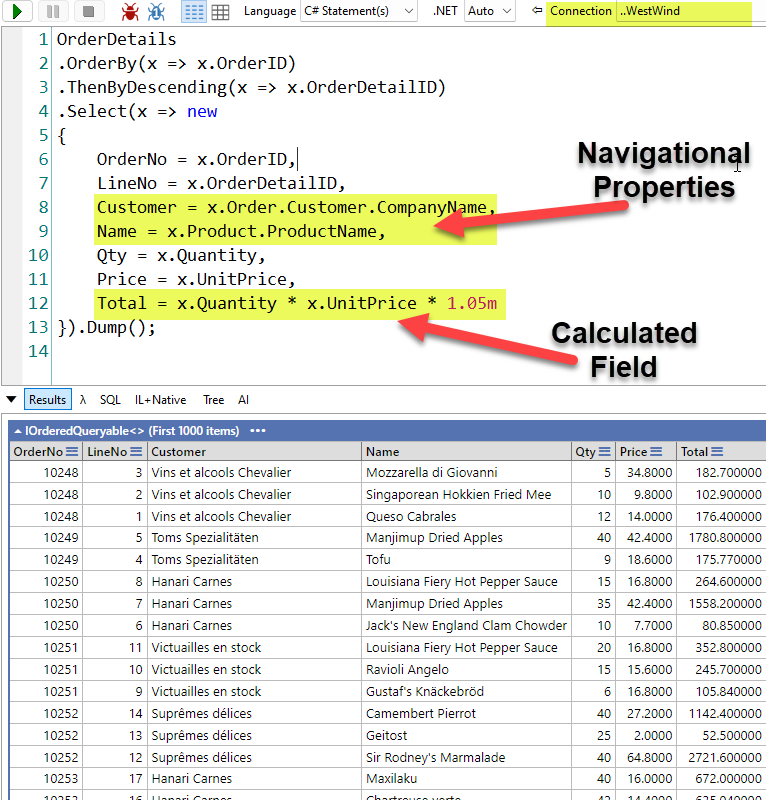 Language C# Statement(s) .NET Auto Connection ..WestWind
1 OrderDetails
2 .OrderBy(x => x.OrderID)
3 .ThenByDescending(x => x.OrderDetailID)
4 .Select(x => new
5 {
6 OrderNo = x.OrderID,
7 LineNo = x.OrderDetailID,
8 Customer = x.Order.Customer.CompanyName,
9 Name = x.Product.ProductName,
10 Qty = x.Quantity,
11 Price = x.UnitPrice,
12 Total = x.Quantity * x.UnitPrice * 1.05m
13 }).Dump();
14
Navigational
Properties
Calculated
Field
Results λ SQL IL+Native Tree AI
IOrderedQueryable<> (First 1000 items) •••
OrderNo LineNo Customer Name Qty Price Total
10248 3 Vins et alcools Chevalier Mozzarella di Giovanni 5 34.8000 182.700000
10248 2 Vins et alcools Chevalier Singaporean Hokkien Fried Mee 10 9.8000 102.900000
10248 1 Vins et alcools Chevalier Queso Cabrales 12 14.0000 176.400000
10249 5 Toms Spezialitäten Manjimup Dried Apples 40 42.4000 1780.800000
10249 4 Toms Spezialitäten Tofu 9 18.6000 175.770000
10250 8 Hanari Carnes Louisiana Fiery Hot Pepper Sauce 15 16.8000 264.600000
10250 7 Hanari Carnes Manjimup Dried Apples 35 42.4000 1558.200000
10250 6 Hanari Carnes Jack's New England Clam Chowder 10 7.7000 80.850000
10251 11 Victuailles en stock Louisiana Fiery Hot Pepper Sauce 20 16.8000 352.800000
10251 10 Victuailles en stock Ravioli Angelo 15 15.6000 245.700000
10251 9 Victuailles en stock Gustaf's Knäckebröd 6 16.8000 105.840000
10252 14 Suprêmes délices Camembert Pierrot 40 27.2000 1142.400000
10252 13 Suprêmes délices Geitost 25 2.0000 52.500000
10252 12 Suprêmes délices Sir Rodney's Marmalade 40 64.8000 2721.600000
10253 17 Hanari Carnes Maxilaku 40 16.0000 672.000000
10253 16 Hanari Carnes Chartreuse verte 42 14.4000 635.040000